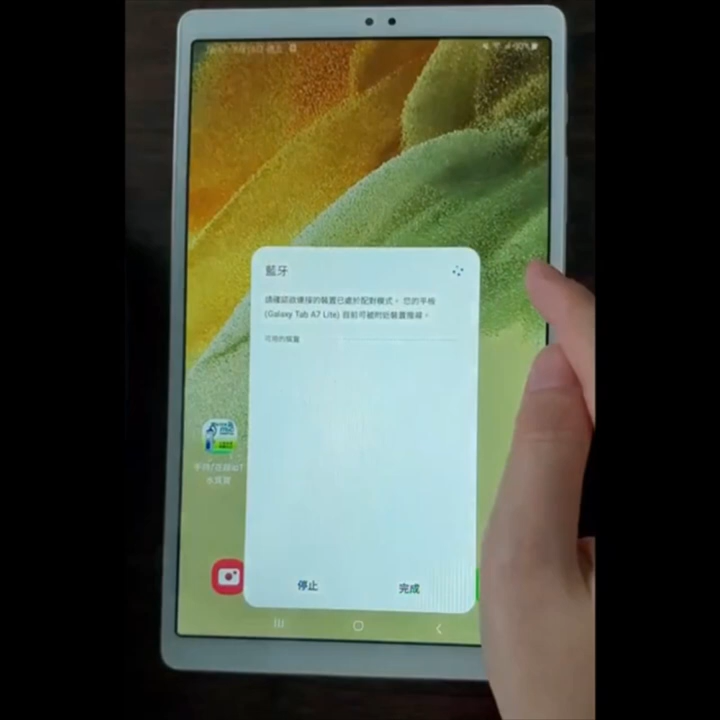 藍牙
請確認欲連接的裝置已處於配對模式。您的平板
(Galaxy Tab A7 Lite) 目前可被附近裝置搜尋。
可用的裝置
停止
完成